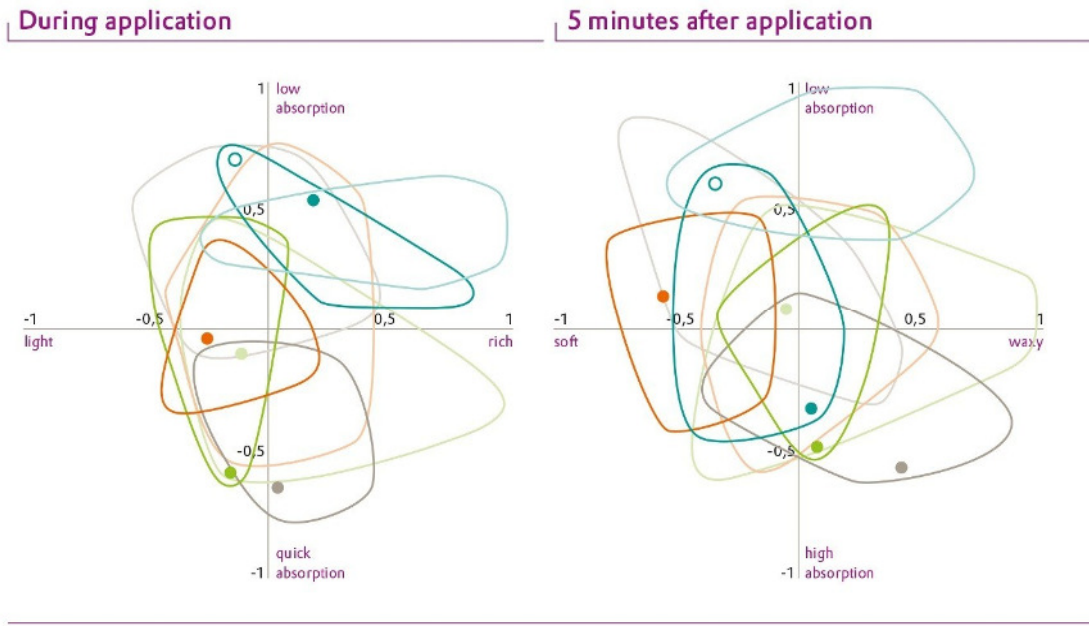 During application
1 low
absorption
0,5
-1
-0,5
0,5
1
light
rich
-0,5
quick
-1 absorption
5 minutes after application
1 low
absorption
0,5
-1
-0,5
0,5
1
soft
waxy
-0,5
high
-1 absorption